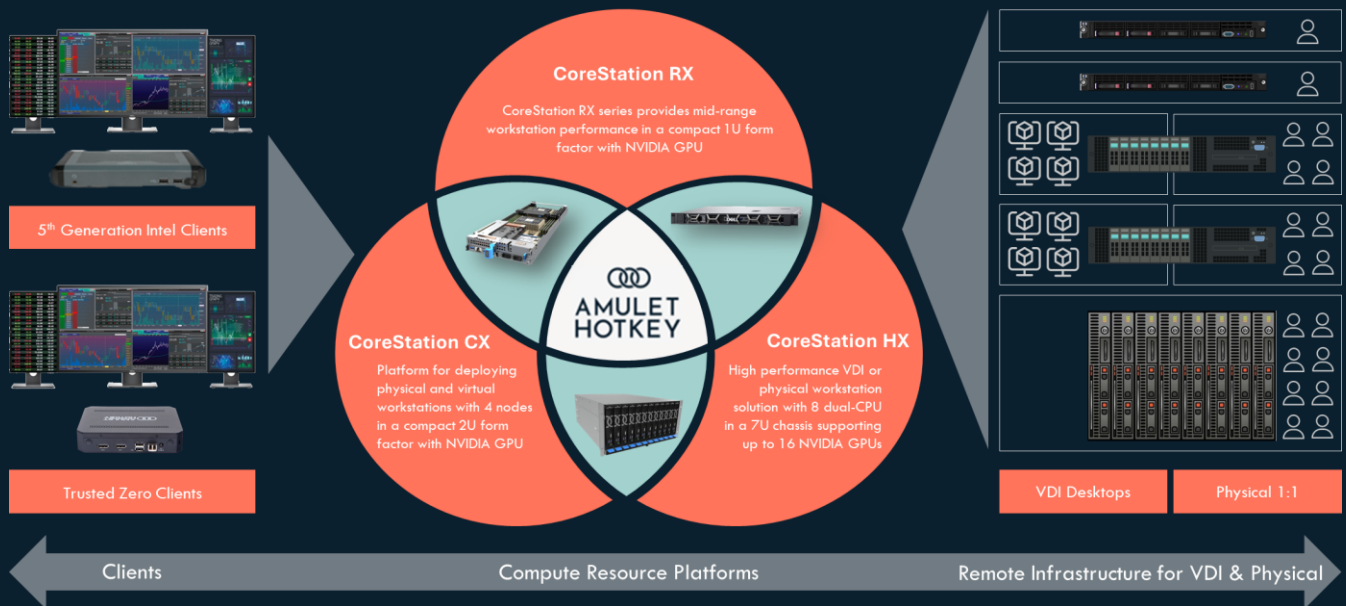 5th Generation Intel Clients
Trusted Zero Clients
CoreStation RX
CoreStation RX series provides mid-range
workstation performance in a compact 1U form
factor with NVIDIA GPU
AMULET
HOTKEY
CoreStation CX
Platform for deploying
physical and virtual
workstations with 4 nodes
in a compact 2U form
factor with NVIDIA GPU
CoreStation HX
High performance VDI or
physical workstation
solution with 8 dual-CPU
in a 7U chassis supporting
up to 16 NVIDIA GPUs
VDI Desktops
Physical 1:1
Clients
Compute Resource Platforms
Remote Infrastructure for VDI & Physical